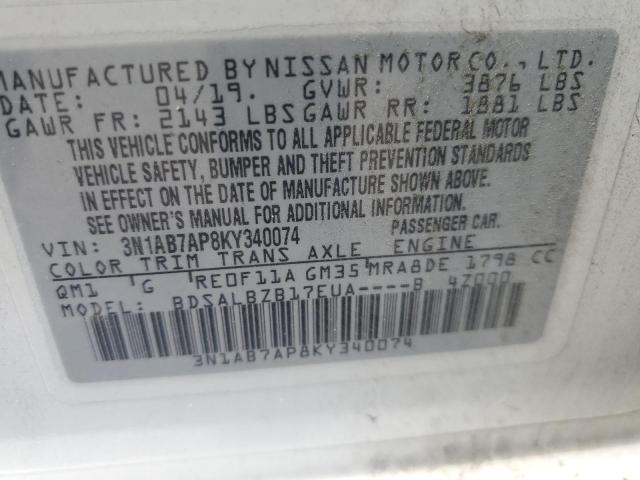 MANUFACTURED BY NISSAN MOTOR CO., LTD.
DATE: 04/19. GVWR: 3876 LBS
GAWR FR: 2143 LBS GAWR RR: 1881 LBS
THIS VEHICLE CONFORMS TO ALL APPLICABLE FEDERAL MOTOR
VEHICLE SAFETY, BUMPER AND THEFT PREVENTION STANDARDS
IN EFFECT ON THE DATE OF MANUFACTURE SHOWN ABOVE.
SEE OWNER'S MANUAL FOR ADDITIONAL INFORMATION.
VIN: 3N1AB7AP8KY340074 PASSENGER CAR.
COLOR TRIM TRANS AXLE ENGINE
QM1 G RE0F11A GM35 MRA8DE 1798 CC
MODEL: BDSALBZB17EUA----B 4Z000
3N1AB7AP8KY340074